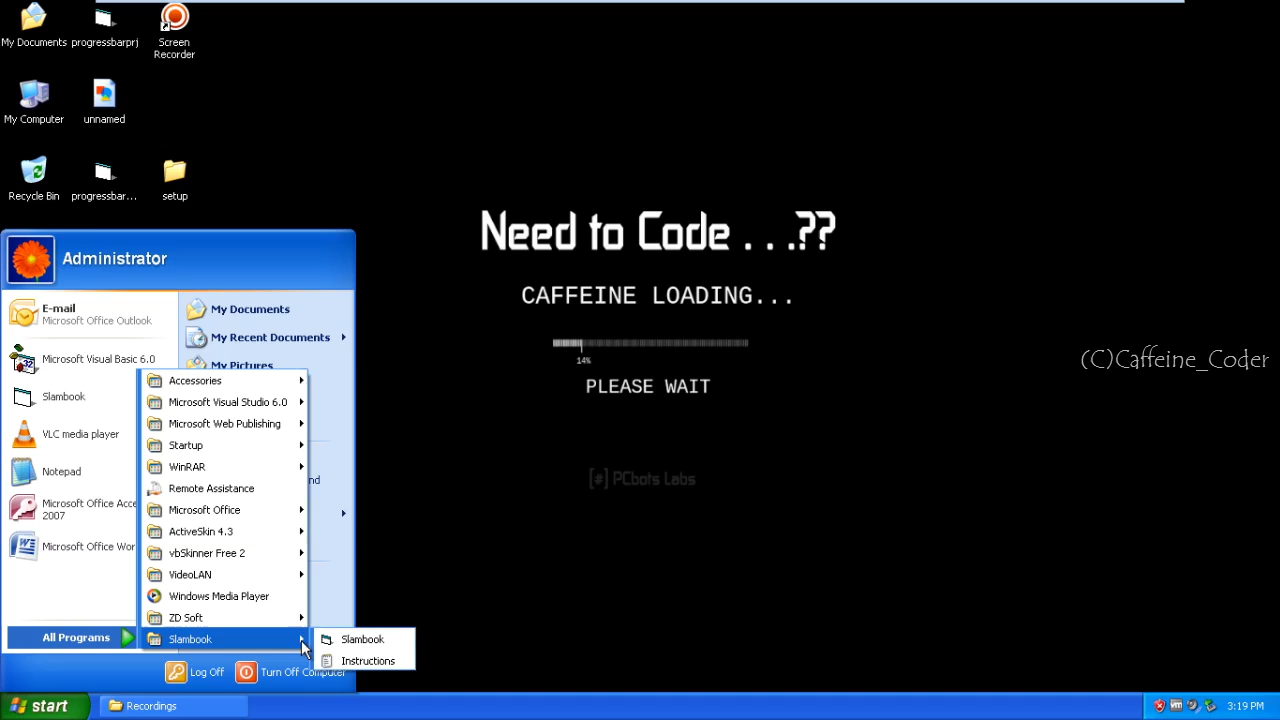 My Documents
progressbarprj
Screen
Recorder
My Computer
unnamed
Recycle Bin
progressbar...
setup
Need to Code . . .??
CAFFEINE LOADING...
14%
PLEASE WAIT
[#] PCbots Labs
(C)Caffeine_Coder
Administrator
E-mail
Microsoft Office Outlook
Microsoft Visual Basic 6.0
Slambook
VLC media player
Notepad
Microsoft Office Acc
2007
Microsoft Office Wor
All Programs
My Documents
My Recent Documents
My Pictures
nd
Accessories
Microsoft Visual Studio 6.0
Microsoft Web Publishing
Startup
WinRAR
Remote Assistance
Microsoft Office
ActiveSkin 4.3
vbSkinner Free 2
VideoLAN
Windows Media Player
ZD Soft
Slambook
Slambook
Instructions
Log Off
Turn Off Computer
start
Recordings
3:19 PM